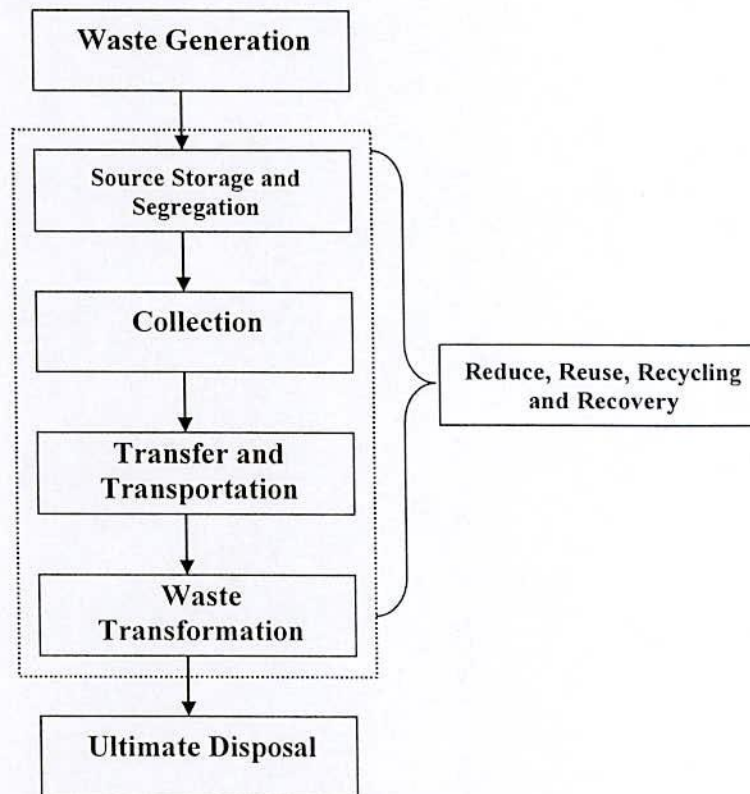 Waste Generation
Source Storage and
Segregation
Collection
Transfer and
Transportation
Waste
Transformation
Ultimate Disposal
Reduce, Reuse, Recycling
and Recovery